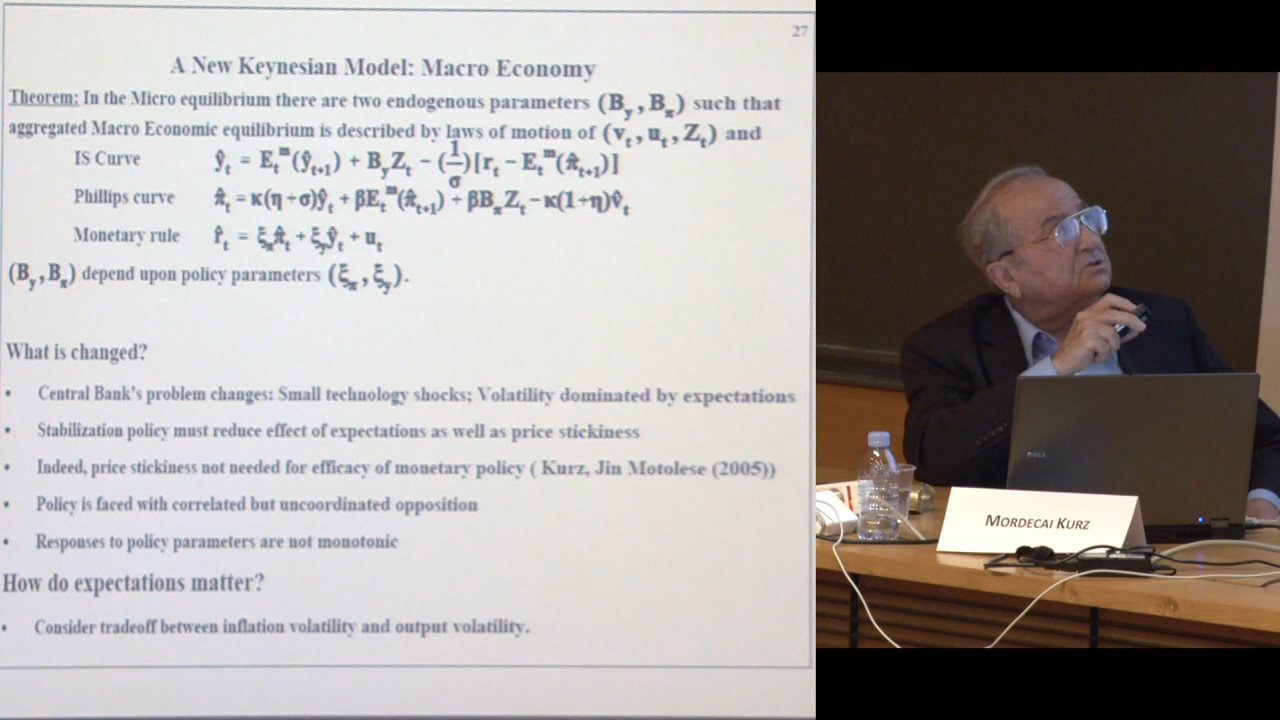 27
A New Keynesian Model: Macro Economy
Theorem: In the Micro equilibrium there are two endogenous parameters (B_y, B_π) such that
aggregated Macro Economic equilibrium is described by laws of motion of (v_t, u_t, Z_t) and
IS Curve ŷ_t = E_t^m(ŷ_{t+1}) + B_y Z_t − (1/σ)[r_t − E_t^m(π̂_{t+1})]
Phillips curve π̂_t = κ(η+σ)ŷ_t + βE_t^m(π̂_{t+1}) + βB_π Z_t − κ(1+η)v̂_t
Monetary rule r̂_t = ξ_π π̂_t + ξ_y ŷ_t + u_t
(B_y, B_π) depend upon policy parameters (ξ_π, ξ_y).
What is changed?
• Central Bank's problem changes: Small technology shocks; Volatility dominated by expectations
• Stabilization policy must reduce effect of expectations as well as price stickiness
• Indeed, price stickiness not needed for efficacy of monetary policy ( Kurz, Jin Motolese (2005))
• Policy is faced with correlated but uncoordinated opposition
• Responses to policy parameters are not monotonic
How do expectations matter?
• Consider tradeoff between inflation volatility and output volatility.
DELL
MORDECAI KURZ